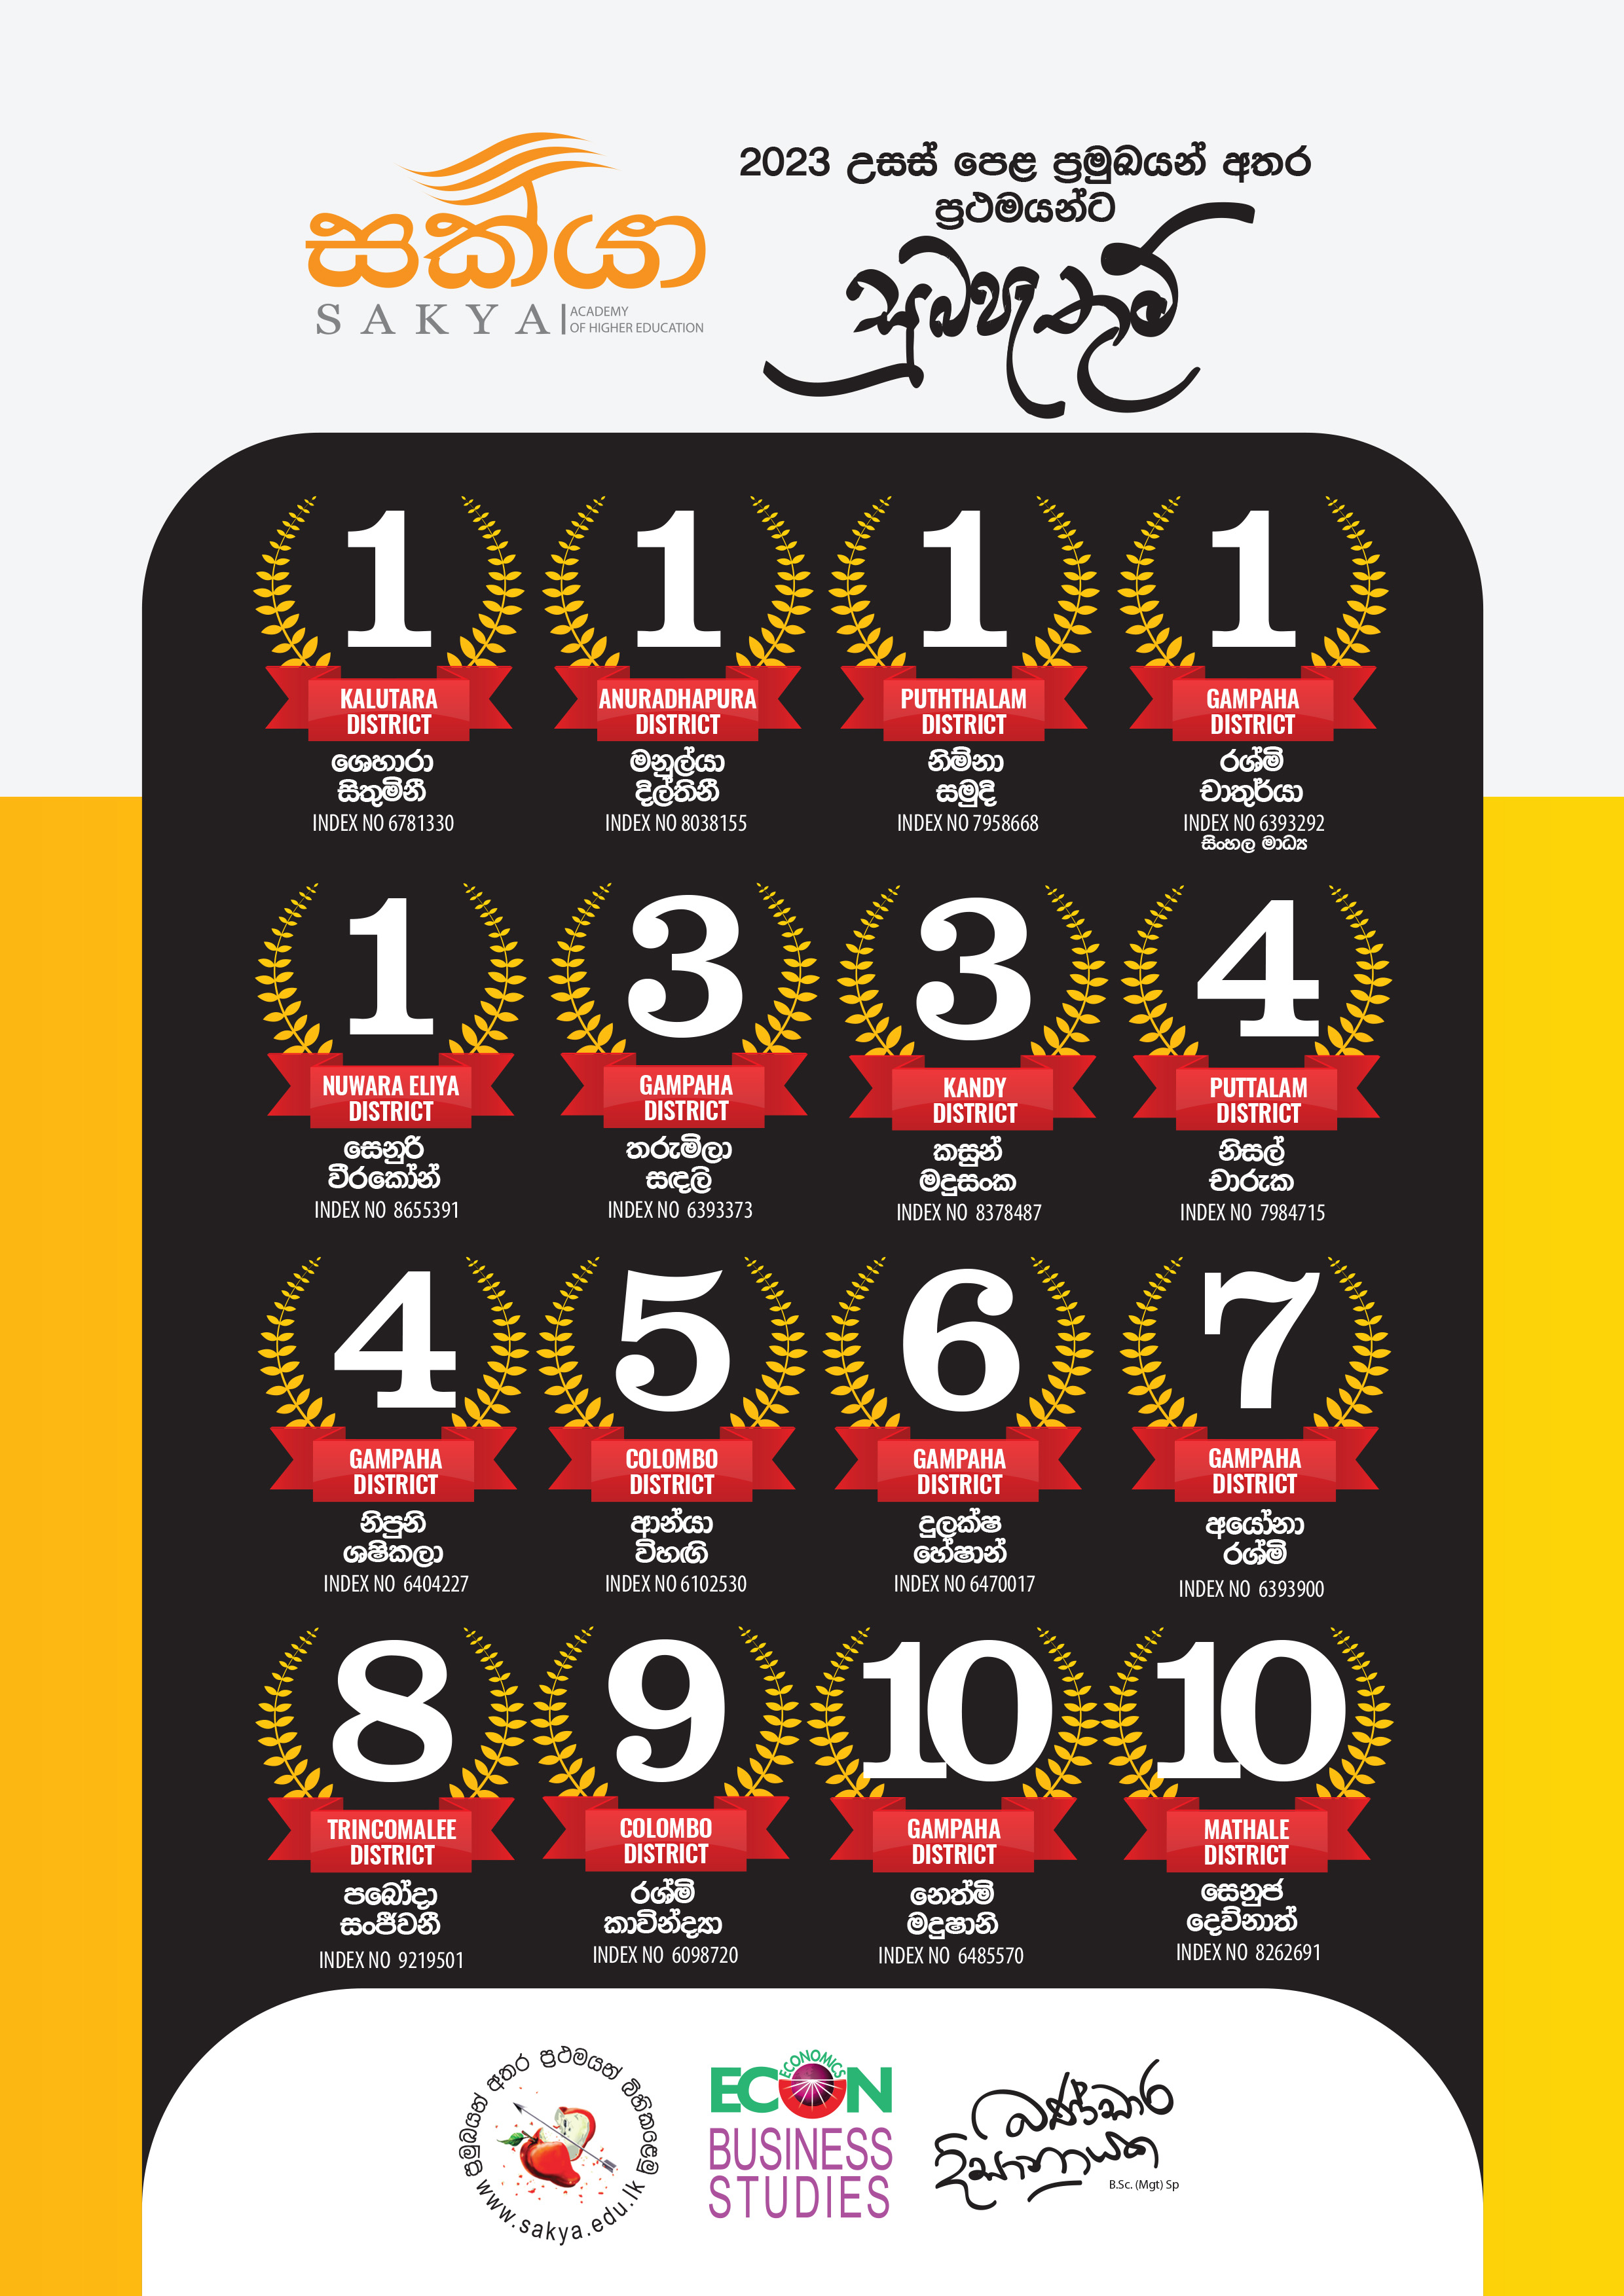 සක්‍යා
SAKYA
ACADEMY
OF HIGHER EDUCATION
2023 උසස් පෙළ ප්‍රමුඛයන් අතර
ප්‍රථමයන්ට
සුබපැතුම්
1
KALUTARA
DISTRICT
ශෙහාරා
සිතුමිනී
INDEX NO 6781330
1
ANURADHAPURA
DISTRICT
මනුල්යා
දිල්තිනී
INDEX NO 8038155
1
PUTHTHALAM
DISTRICT
නිම්නා
සමුදි
INDEX NO 7958668
1
GAMPAHA
DISTRICT
රශ්මි
චාතුර්යා
INDEX NO 6393292
සිංහල මාධ්‍ය
1
NUWARA ELIYA
DISTRICT
සෙනුරි
වීරකෝන්
INDEX NO 8655391
3
GAMPAHA
DISTRICT
තරුමිලා
සඳලි
INDEX NO 6393373
3
KANDY
DISTRICT
කසුන්
මදුසංක
INDEX NO 8378487
4
PUTTALAM
DISTRICT
නිසල්
චාරුක
INDEX NO 7984715
4
GAMPAHA
DISTRICT
නිපුනි
ශෂිකලා
INDEX NO 6404227
5
COLOMBO
DISTRICT
ආන්යා
විහඟි
INDEX NO 6102530
6
GAMPAHA
DISTRICT
දුලක්ෂ
හේෂාන්
INDEX NO 6470017
7
GAMPAHA
DISTRICT
අයෝනා
රශ්මි
INDEX NO 6393900
8
TRINCOMALEE
DISTRICT
පබෝදා
සංජීවනී
INDEX NO 9219501
9
COLOMBO
DISTRICT
රශ්මි
කාවින්ද්‍යා
INDEX NO 6098720
10
GAMPAHA
DISTRICT
නෙත්මි
මදුෂානි
INDEX NO 6485570
10
MATHALE
DISTRICT
සෙනුජ
දෙව්නාත්
INDEX NO 8262691
ප්‍රමුඛයන් අතර ප්‍රථමයන් බිහිකළෙමු
www.sakya.edu.lk
ECON
ECONOMICS
BUSINESS
STUDIES
බණ්ඩාර
දිසානායක
B.Sc. (Mgt) Sp